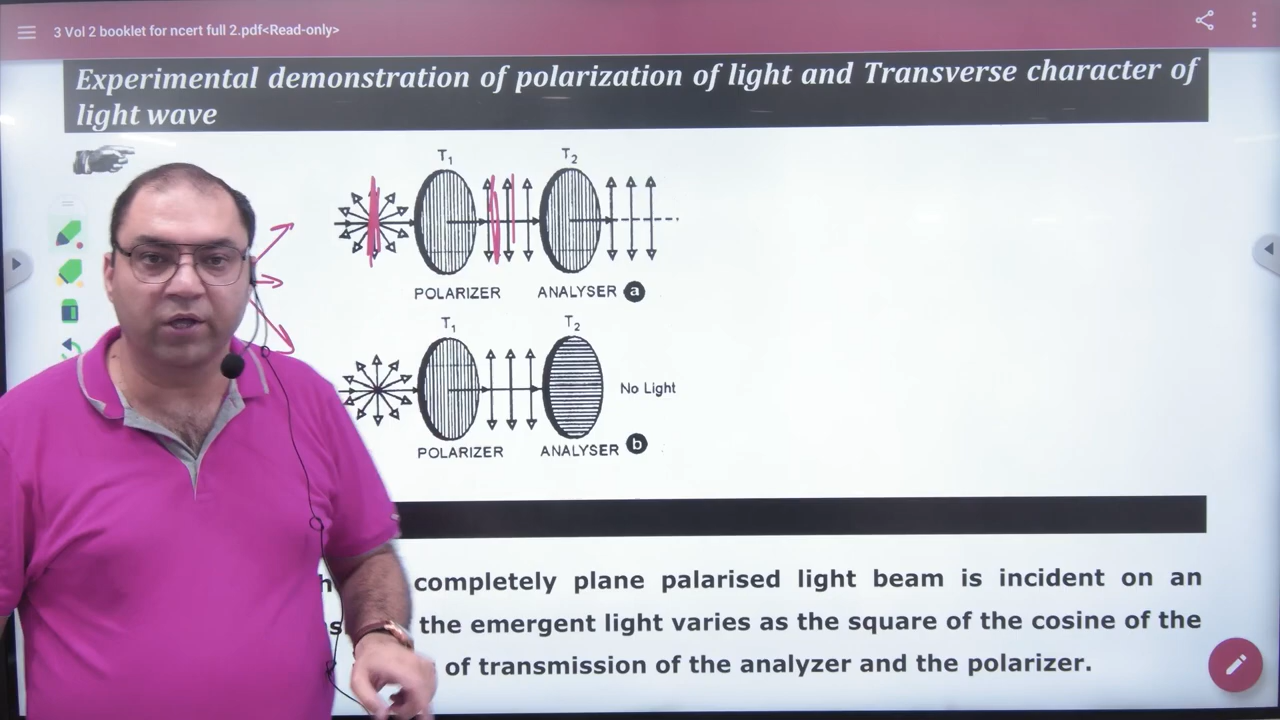 3 Vol 2 booklet for ncert full 2.pdf<Read-only>
Experimental demonstration of polarization of light and Transverse character of
light wave
T1 T2
POLARIZER ANALYSER a
T1 T2
No Light
POLARIZER ANALYSER b
completely plane palarised light beam is incident on an
the emergent light varies as the square of the cosine of the
of transmission of the analyzer and the polarizer.